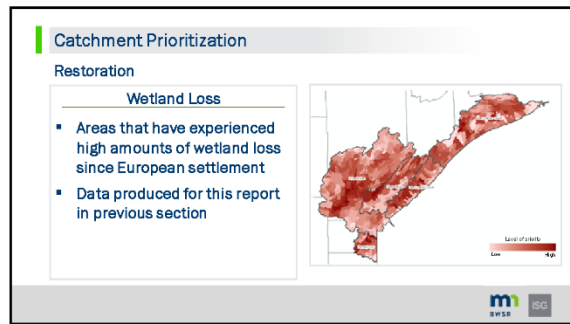 Catchment Prioritization
Restoration
Wetland Loss
▪ Areas that have experienced
high amounts of wetland loss
since European settlement
▪ Data produced for this report
in previous section
Level of priority
Low
High
BWSR
ISG